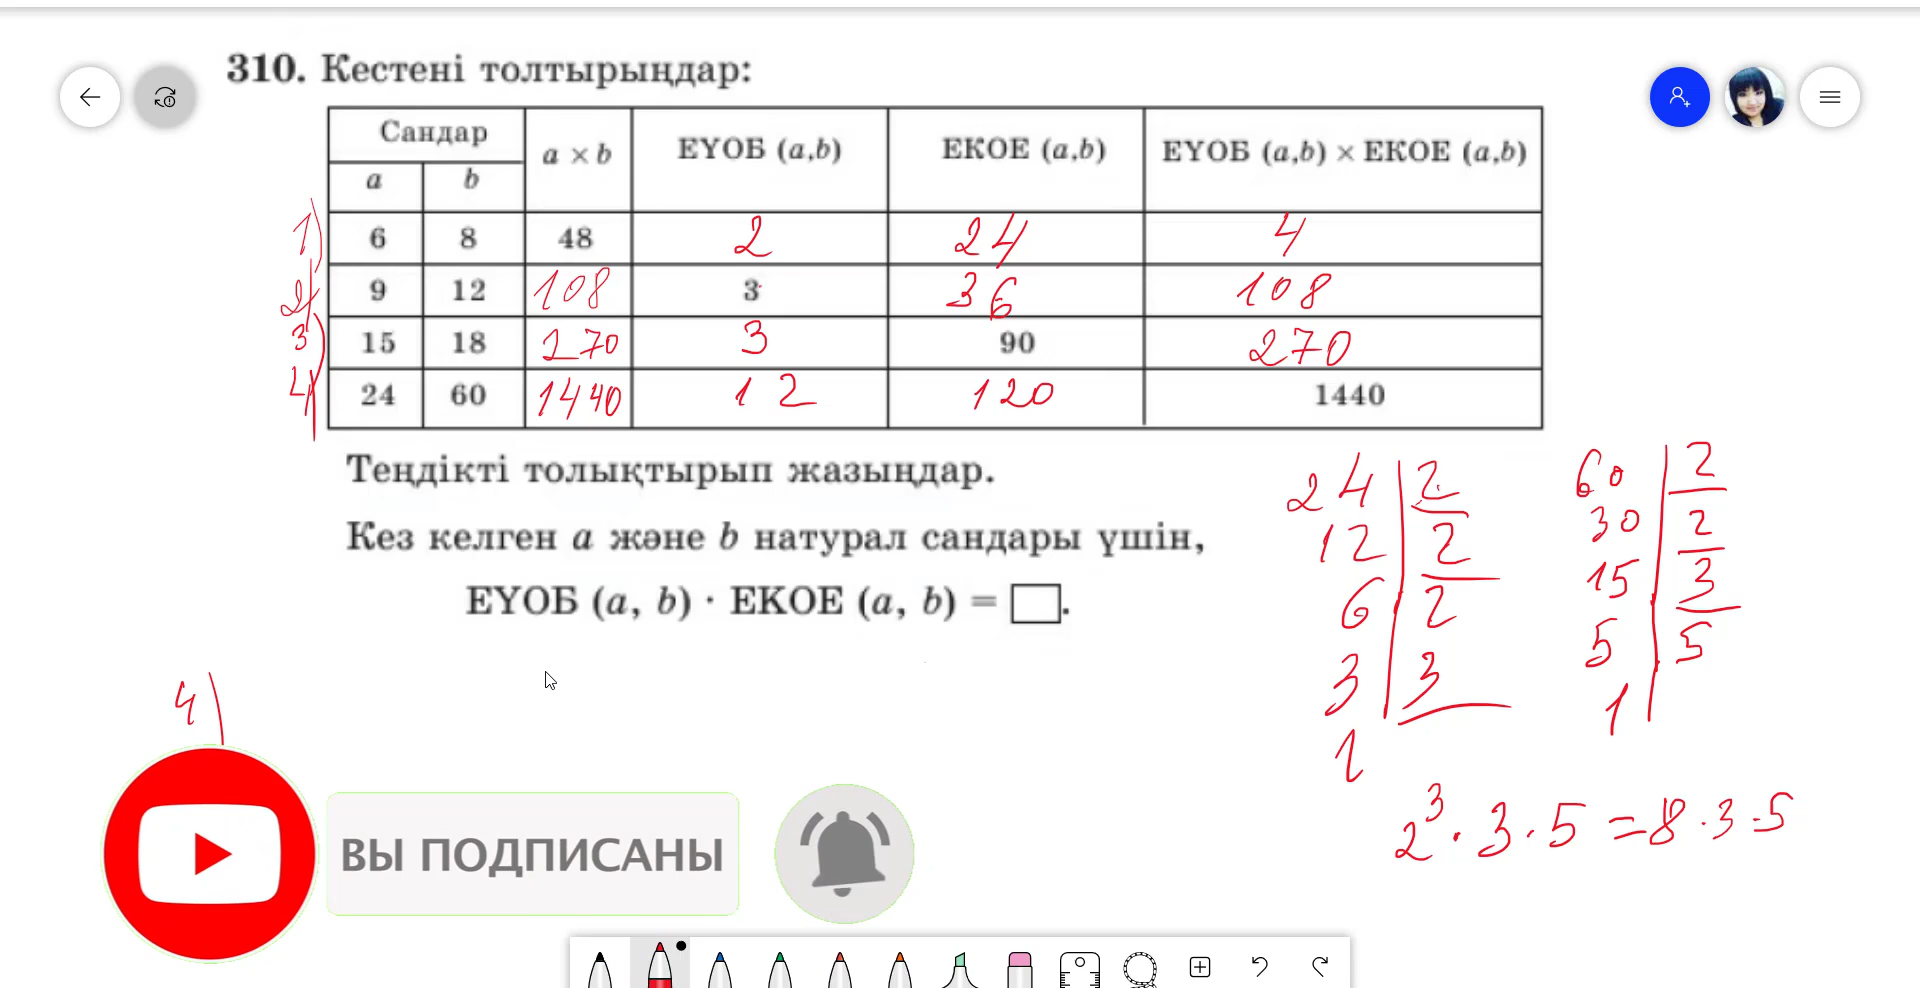 310. Кестені толтырыңдар:
Сандар a × b ЕҮОБ (a,b) ЕКОЕ (a,b) ЕҮОБ (a,b) × ЕКОЕ (a,b)
a b
1) 6 8 48 2 24 4
2) 9 12 108 3 36 108
3) 15 18 270 3 90 270
4) 24 60 1440 12 120 1440
Теңдікті толықтырып жазыңдар.
Кез келген a және b натурал сандары үшін,
ЕҮОБ (a, b) · ЕКОЕ (a, b) = □.
24 2
12 2
6 2
3 3
1
60 2
30 2
15 3
5 5
1
2³ · 3 · 5 = 8 · 3 · 5
4)
ВЫ ПОДПИСАНЫ